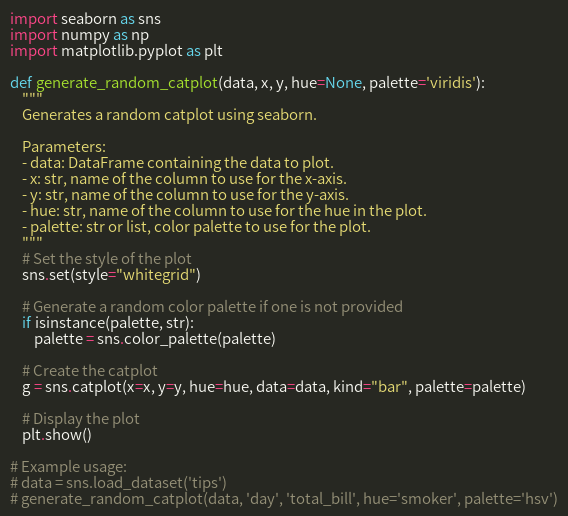 import seaborn as sns
import numpy as np
import matplotlib.pyplot as plt

def generate_random_catplot(data, x, y, hue=None, palette='viridis'):
    """
    Generates a random catplot using seaborn.

    Parameters:
    - data: DataFrame containing the data to plot.
    - x: str, name of the column to use for the x-axis.
    - y: str, name of the column to use for the y-axis.
    - hue: str, name of the column to use for the hue in the plot.
    - palette: str or list, color palette to use for the plot.
    """
    # Set the style of the plot
    sns.set(style="whitegrid")

    # Generate a random color palette if one is not provided
    if isinstance(palette, str):
        palette = sns.color_palette(palette)

    # Create the catplot
    g = sns.catplot(x=x, y=y, hue=hue, data=data, kind="bar", palette=palette)

    # Display the plot
    plt.show()

# Example usage:
# data = sns.load_dataset('tips')
# generate_random_catplot(data, 'day', 'total_bill', hue='smoker', palette='hsv')